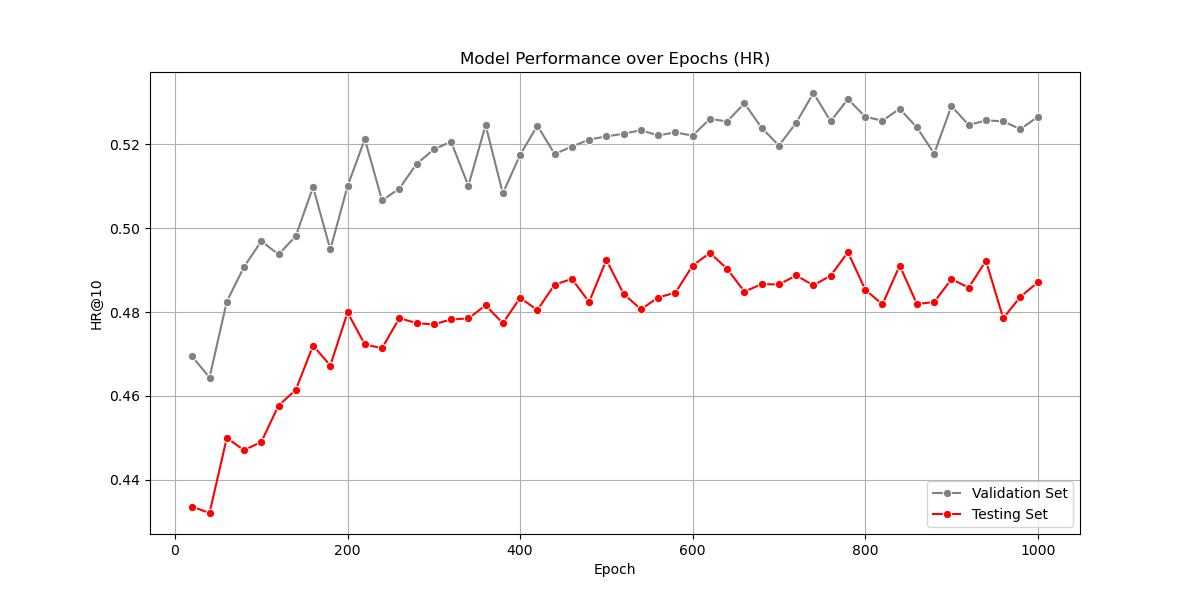 Model Performance over Epochs (HR)
HR@10
0.52
0.50
0.48
0.46
0.44
0 200 400 600 800 1000
Epoch
Validation Set
Testing Set